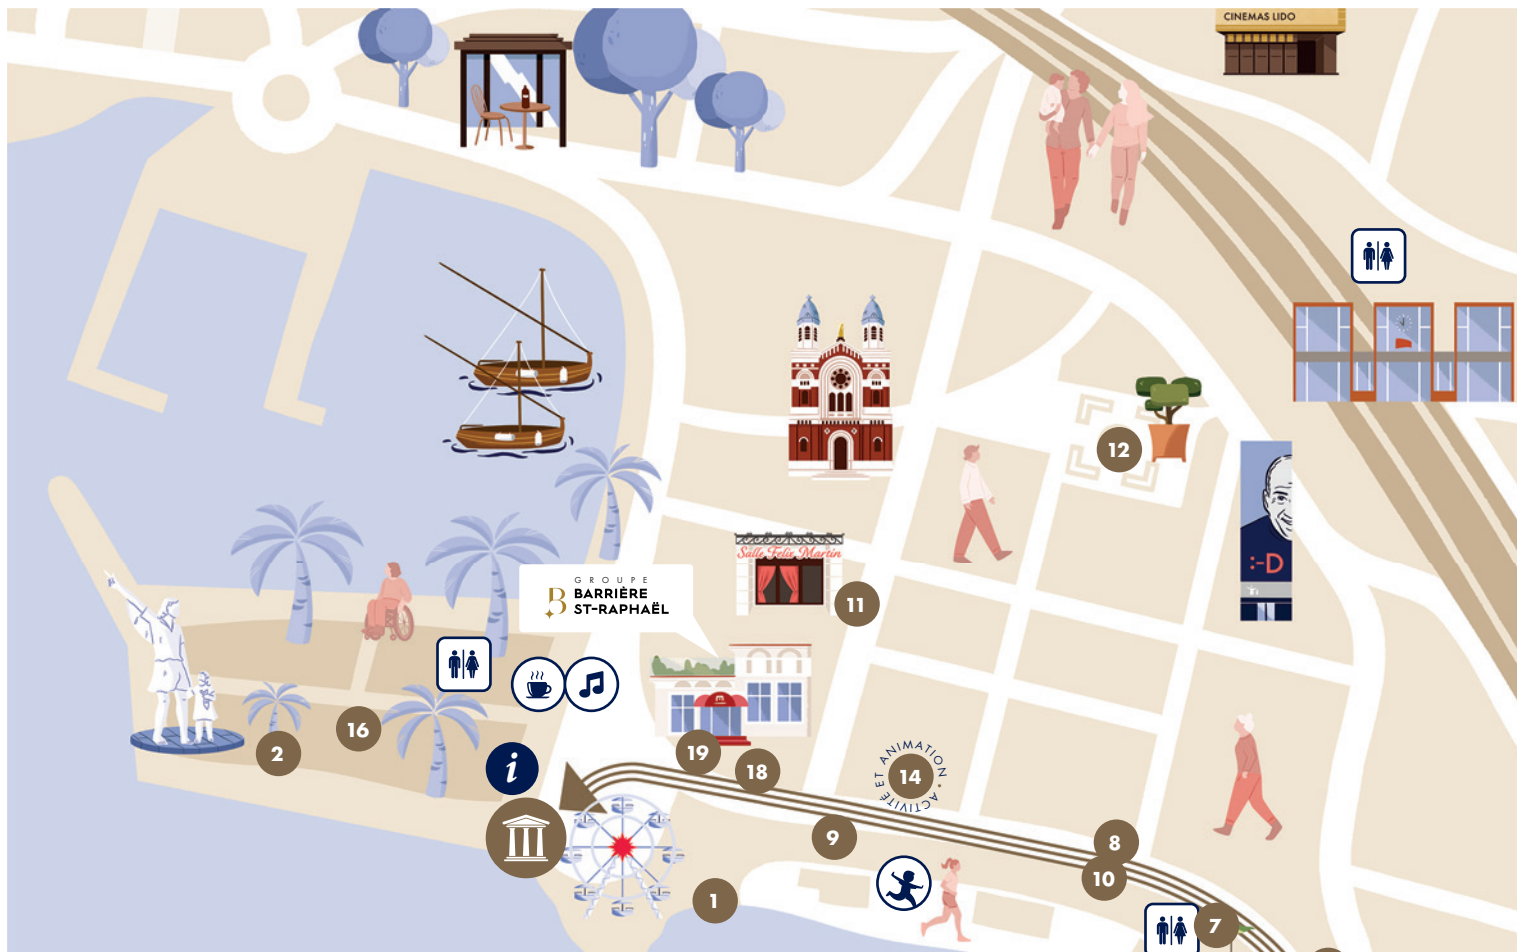 CINEMAS LIDO
12
Salle Felix Martin
:-D
GROUPE
B BARRIÈRE
ST-RAPHAËL
11
16
2
i
19
18
ACTIVITÉ ET ANIMATION •
14
9
8
10
1
7